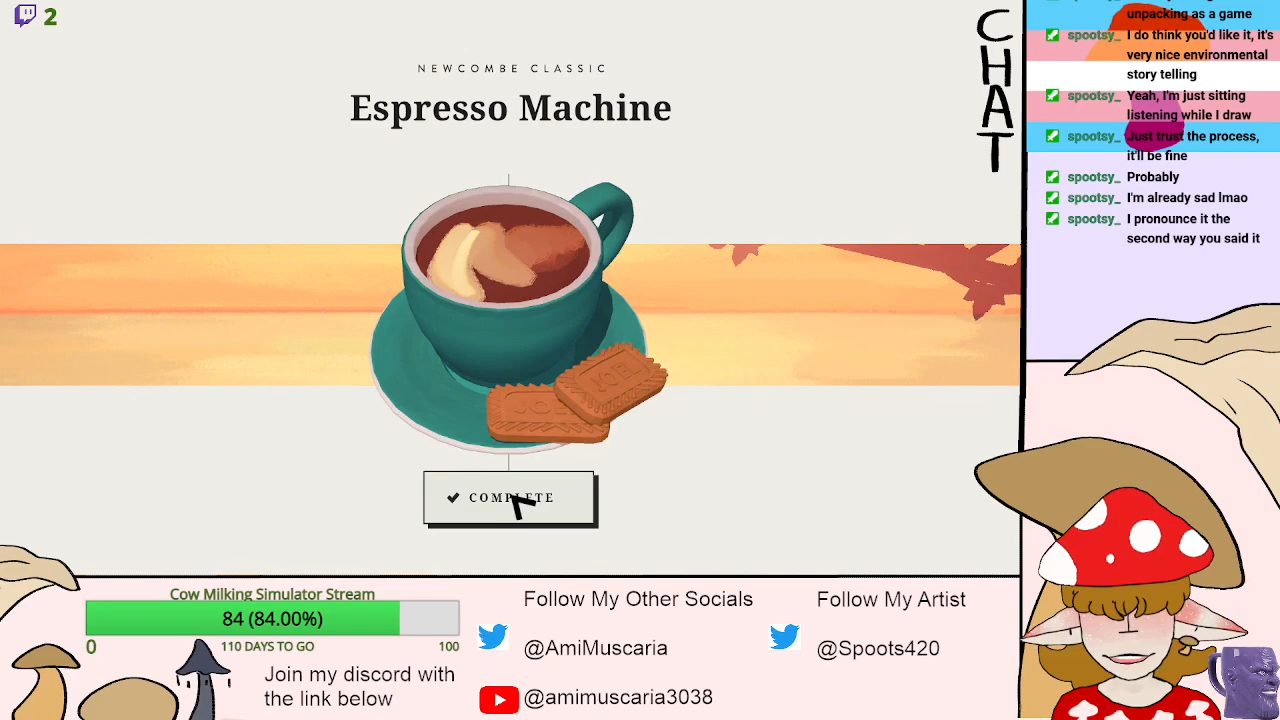 2
NEWCOMBE CLASSIC
Espresso Machine
JOE
JOE
COMPLETE
CHAT
unpacking as a game
spootsy_ I do think you'd like it, it's
very nice environmental
story telling
spootsy_ Yeah, I'm just sitting
listening while I draw
spootsy_ Just trust the process,
it'll be fine
spootsy_ Probably
spootsy_ I'm already sad lmao
spootsy_ I pronounce it the
second way you said it
Cow Milking Simulator Stream
84 (84.00%)
0 110 DAYS TO GO 100
Join my discord with
the link below
Follow My Other Socials
@AmiMuscaria
@amimuscaria3038
Follow My Artist
@Spoots420